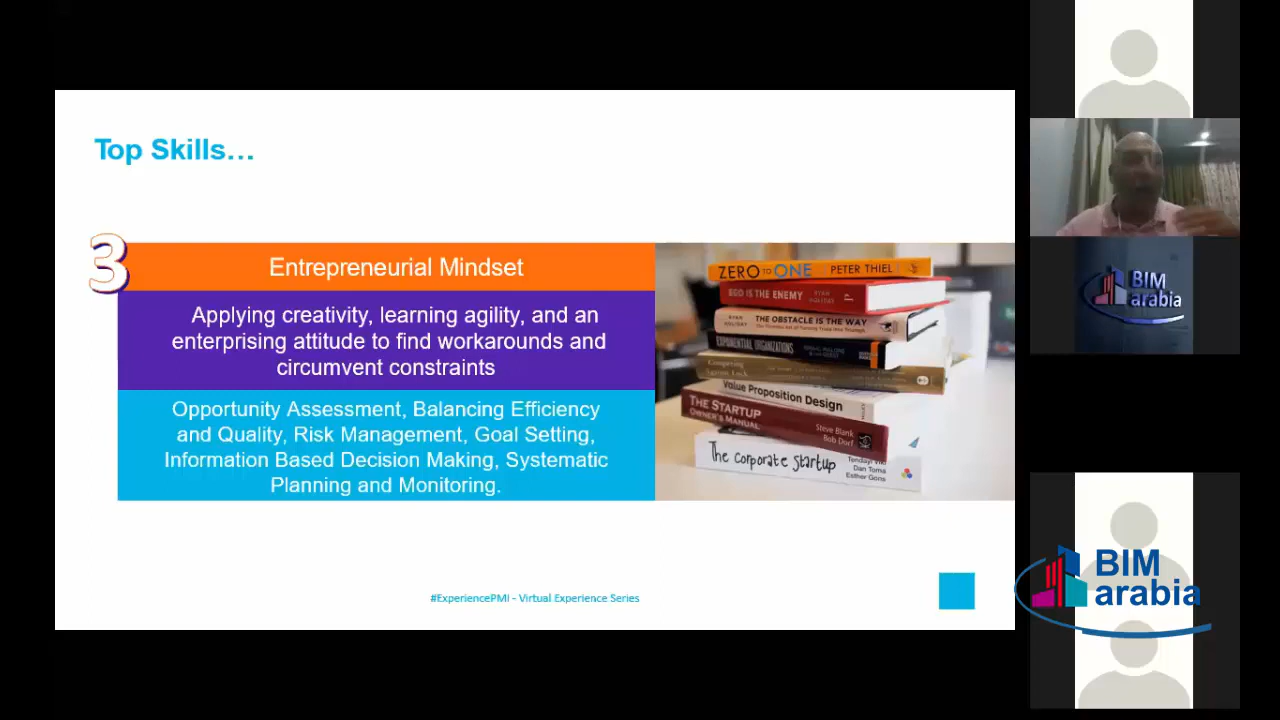 Top Skills…
3
Entrepreneurial Mindset
Applying creativity, learning agility, and an
enterprising attitude to find workarounds and
circumvent constraints
Opportunity Assessment, Balancing Efficiency
and Quality, Risk Management, Goal Setting,
Information Based Decision Making, Systematic
Planning and Monitoring.
ZERO TO ONE PETER THIEL
EGO IS THE ENEMY RYAN HOLIDAY
THE OBSTACLE IS THE WAY
EXPONENTIAL ORGANIZATIONS
Value Proposition Design
THE STARTUP
OWNER'S MANUAL
Steve Blank
Bob Dorf
The corporate startup
Dan Toma
Esther Gons
#ExperiencePMI - Virtual Experience Series
BIM
arabia
BIM
arabia